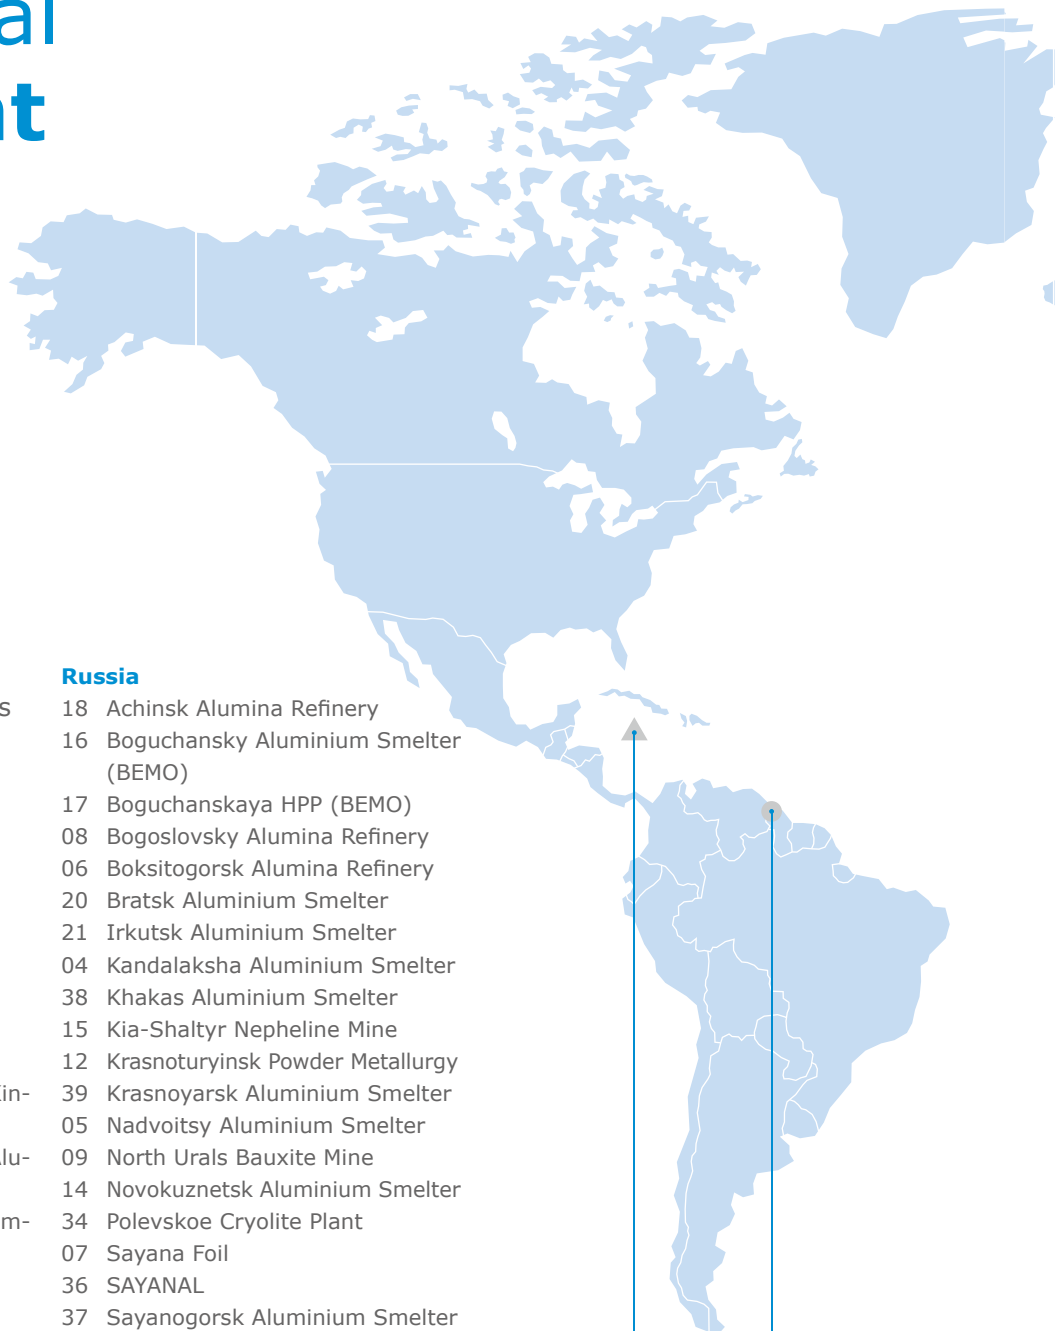 al
nt
Russia
s
18 Achinsk Alumina Refinery
16 Boguchansky Aluminium Smelter
(BEMO)
17 Boguchanskaya HPP (BEMO)
08 Bogoslovsky Alumina Refinery
06 Boksitogorsk Alumina Refinery
20 Bratsk Aluminium Smelter
21 Irkutsk Aluminium Smelter
04 Kandalaksha Aluminium Smelter
38 Khakas Aluminium Smelter
15 Kia-Shaltyr Nepheline Mine
12 Krasnoturyinsk Powder Metallurgy
in-
39 Krasnoyarsk Aluminium Smelter
05 Nadvoitsy Aluminium Smelter
lu-
09 North Urals Bauxite Mine
14 Novokuznetsk Aluminium Smelter
m-
34 Polevskoe Cryolite Plant
07 Sayana Foil
36 SAYANAL
37 Sayanogorsk Aluminium Smelter